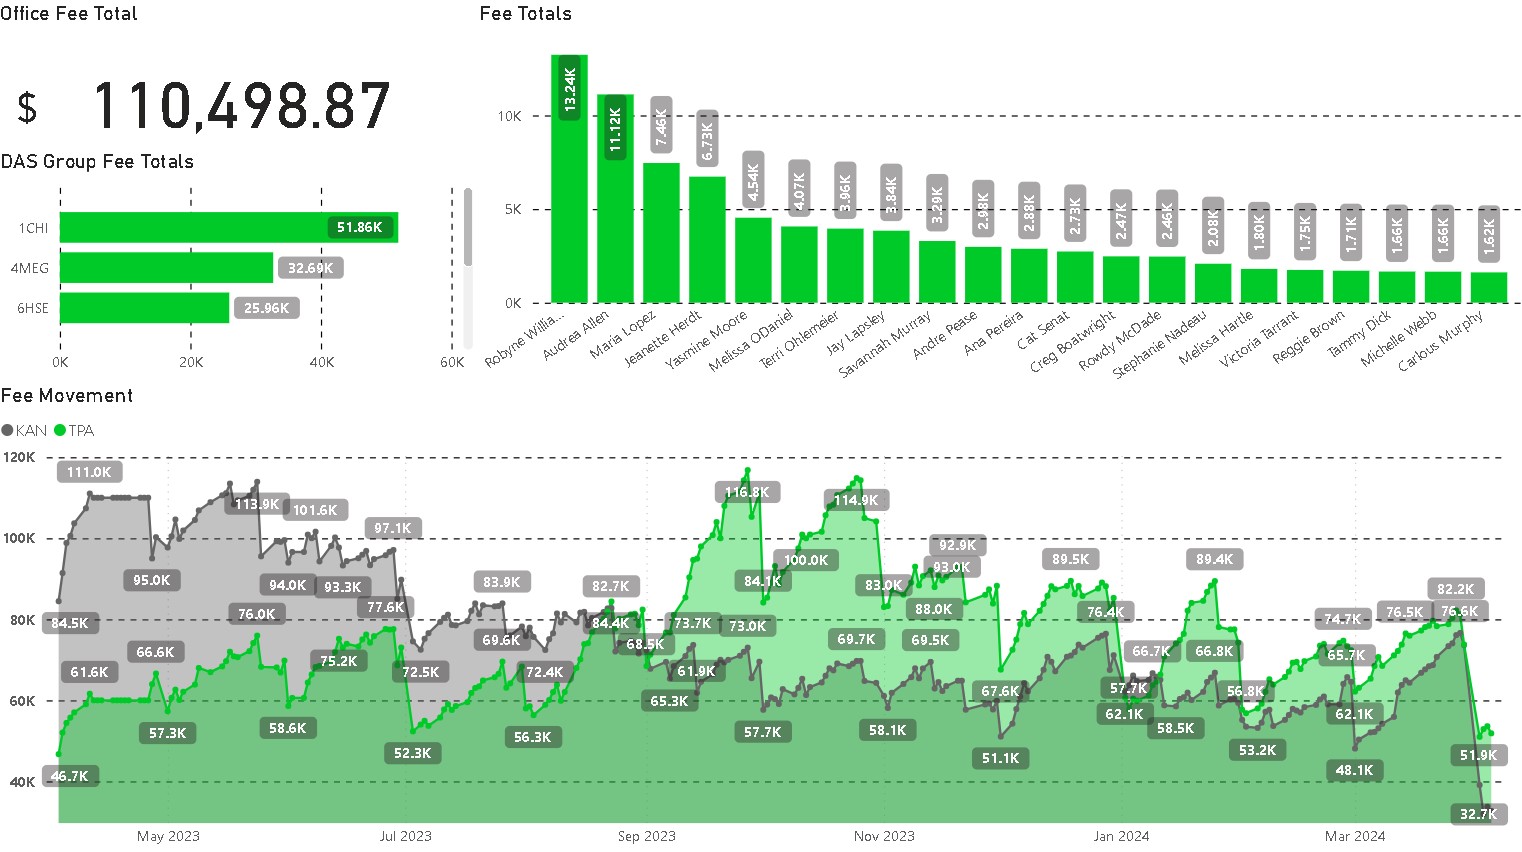 Office Fee Total
$ 110,498.87
DAS Group Fee Totals
1CHI 51.86K
4MEG 32.69K
6HSE 25.96K
0K 20K 40K 60K
Fee Totals
10K
5K
0K
13.24K 11.12K 7.46K 6.73K 4.54K 4.07K 3.96K 3.84K 3.29K 2.98K 2.88K 2.73K 2.47K 2.46K 2.08K 1.80K 1.75K 1.71K 1.66K 1.66K 1.62K
Robyne Willia...
Audrea Allen
Maria Lopez
Jeanette Herdt
Yasmine Moore
Melissa ODaniel
Terri Ohlemeier
Jay Lapsley
Savannah Murray
Andre Pease
Ana Pereira
Cat Senat
Creg Boatwright
Rowdy McDade
Stephanie Nadeau
Melissa Hartle
Victoria Tarrant
Reggie Brown
Tammy Dick
Michelle Webb
Carlous Murphy
Fee Movement
KAN TPA
120K
100K
80K
60K
40K
111.0K 113.9K 101.6K 97.1K 116.8K 114.9K
95.0K 94.0K 93.3K 83.9K 82.7K 84.1K 100.0K 83.0K 92.9K 93.0K 89.5K 89.4K 82.2K
84.5K 76.0K 77.6K 69.6K 84.4K 68.5K 73.7K 73.0K 69.7K 88.0K 69.5K 76.4K 74.7K 76.5K 76.6K
61.6K 66.6K 75.2K 72.5K 72.4K 65.3K 61.9K 67.6K 57.7K 66.7K 66.8K 56.8K 65.7K
57.3K 58.6K 52.3K 56.3K 57.7K 58.1K 51.1K 62.1K 58.5K 53.2K 62.1K
46.7K 48.1K 51.9K
32.7K
May 2023 Jul 2023 Sep 2023 Nov 2023 Jan 2024 Mar 2024